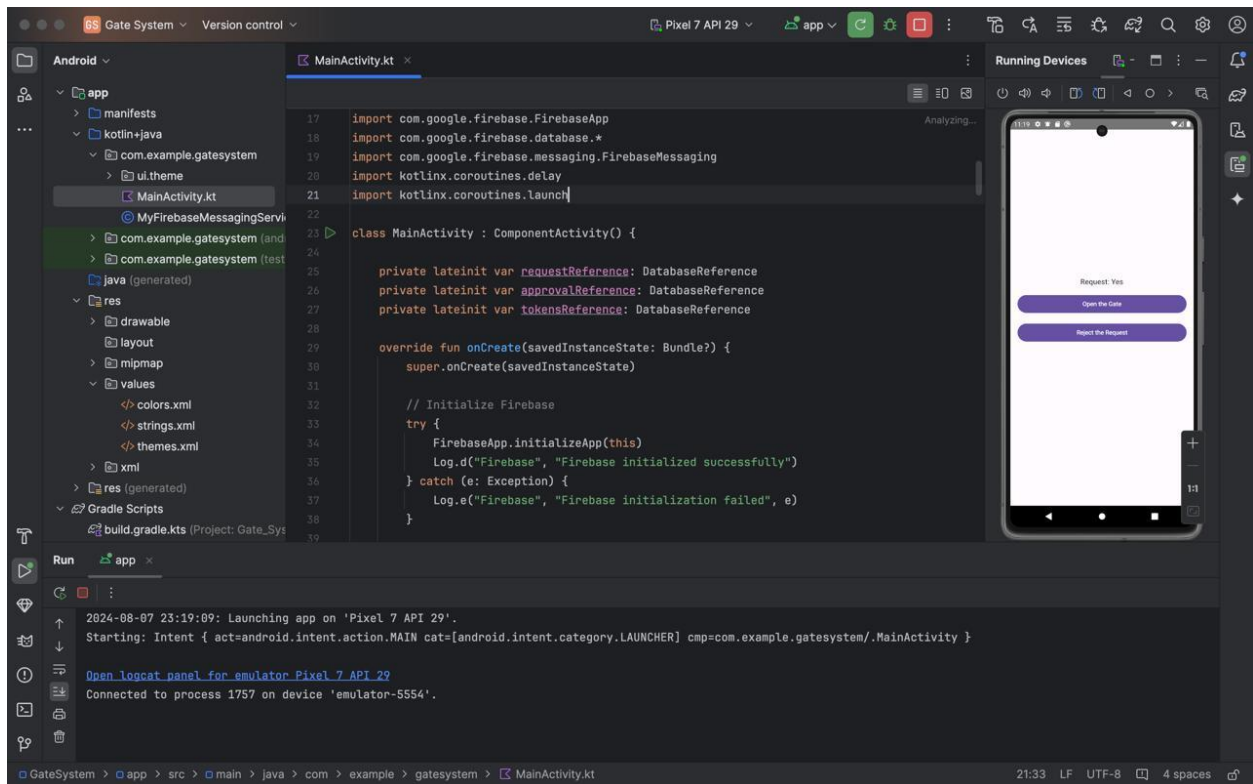 GS Gate System Version control Pixel 7 API 29 app
Android
app
manifests
kotlin+java
com.example.gatesystem
ui.theme
MainActivity.kt
MyFirebaseMessagingServi
com.example.gatesystem (and
com.example.gatesystem (test
java (generated)
res
drawable
layout
mipmap
values
colors.xml
strings.xml
themes.xml
xml
res (generated)
Gradle Scripts
build.gradle.kts (Project: Gate_Sys
MainActivity.kt
Analyzing...
17 import com.google.firebase.FirebaseApp
18 import com.google.firebase.database.*
19 import com.google.firebase.messaging.FirebaseMessaging
20 import kotlinx.coroutines.delay
21 import kotlinx.coroutines.launch
22
23 class MainActivity : ComponentActivity() {
24
25 private lateinit var requestReference: DatabaseReference
26 private lateinit var approvalReference: DatabaseReference
27 private lateinit var tokensReference: DatabaseReference
28
29 override fun onCreate(savedInstanceState: Bundle?) {
30 super.onCreate(savedInstanceState)
31
32 // Initialize Firebase
33 try {
34 FirebaseApp.initializeApp(this)
35 Log.d("Firebase", "Firebase initialized successfully")
36 } catch (e: Exception) {
37 Log.e("Firebase", "Firebase initialization failed", e)
38 }
39
Running Devices
11:19
Request: Yes
Open the Gate
Reject the Request
1:1
Run app
2024-08-07 23:19:09: Launching app on 'Pixel 7 API 29'.
Starting: Intent { act=android.intent.action.MAIN cat=[android.intent.category.LAUNCHER] cmp=com.example.gatesystem/.MainActivity }
Open logcat panel for emulator Pixel 7 API 29
Connected to process 1757 on device 'emulator-5554'.
GateSystem > app > src > main > java > com > example > gatesystem > MainActivity.kt
21:33 LF UTF-8 4 spaces